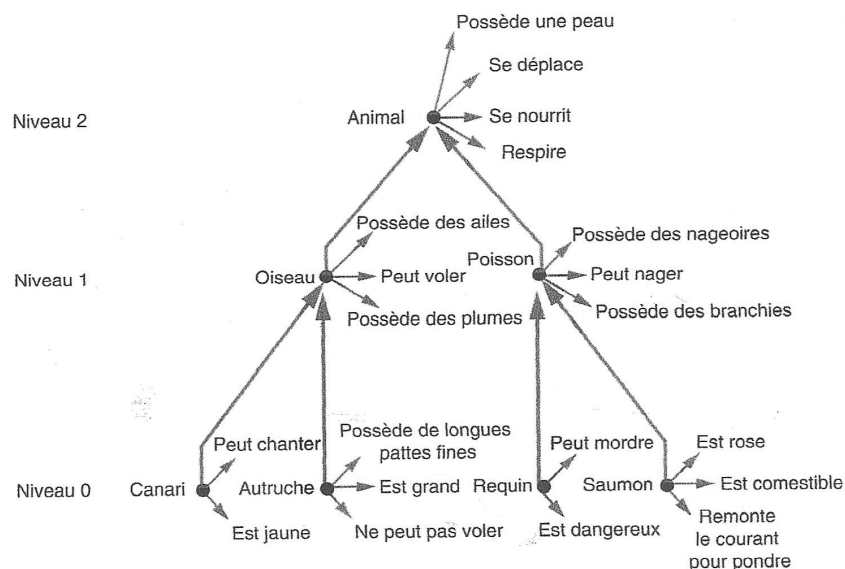 Possède une peau
Se déplace
Niveau 2
Animal
Se nourrit
Respire
Possède des ailes
Possède des nageoires
Niveau 1
Oiseau
Peut voler
Poisson
Peut nager
Possède des plumes
Possède des branchies
Peut chanter
Possède de longues
pattes fines
Peut mordre
Est rose
Niveau 0
Canari
Autruche
Est grand
Requin
Saumon
Est comestible
Est jaune
Ne peut pas voler
Est dangereux
Remonte
le courant
pour pondre